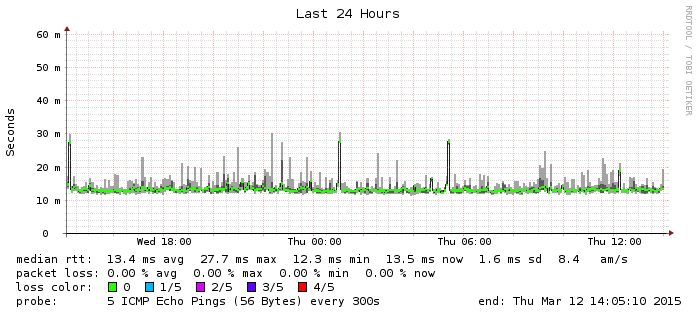 Last 24 Hours
RRDTOOL / TOBI OETIKER
Seconds
60 m
50 m
40 m
30 m
20 m
10 m
0
Wed 18:00 Thu 00:00 Thu 06:00 Thu 12:00
median rtt: 13.4 ms avg 27.7 ms max 12.3 ms min 13.5 ms now 1.6 ms sd 8.4 am/s
packet loss: 0.00 % avg 0.00 % max 0.00 % min 0.00 % now
loss color: 0 1/5 2/5 3/5 4/5
probe: 5 ICMP Echo Pings (56 Bytes) every 300s end: Thu Mar 12 14:05:10 2015